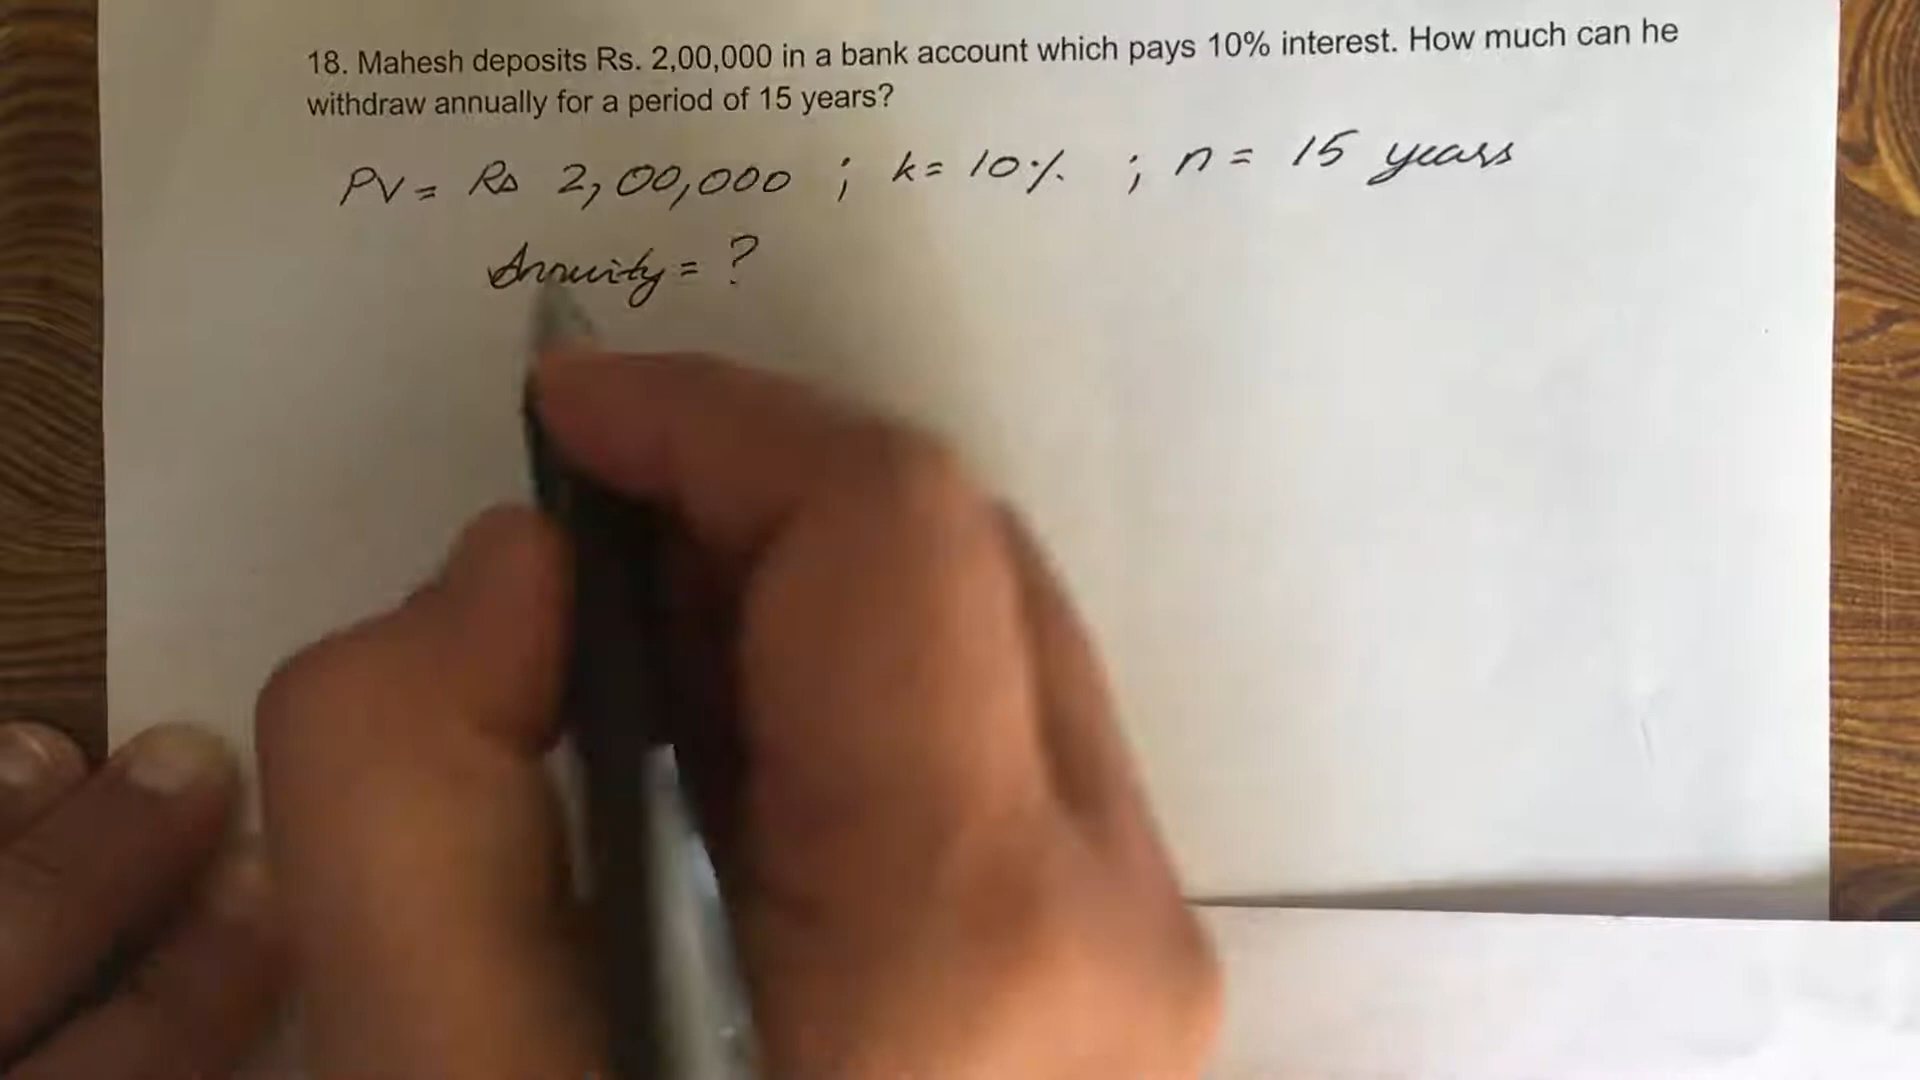 18. Mahesh deposits Rs. 2,00,000 in a bank account which pays 10% interest. How much can he
withdraw annually for a period of 15 years?
PV = Rs 2,00,000 ; k = 10% ; n = 15 years
Annuity = ?